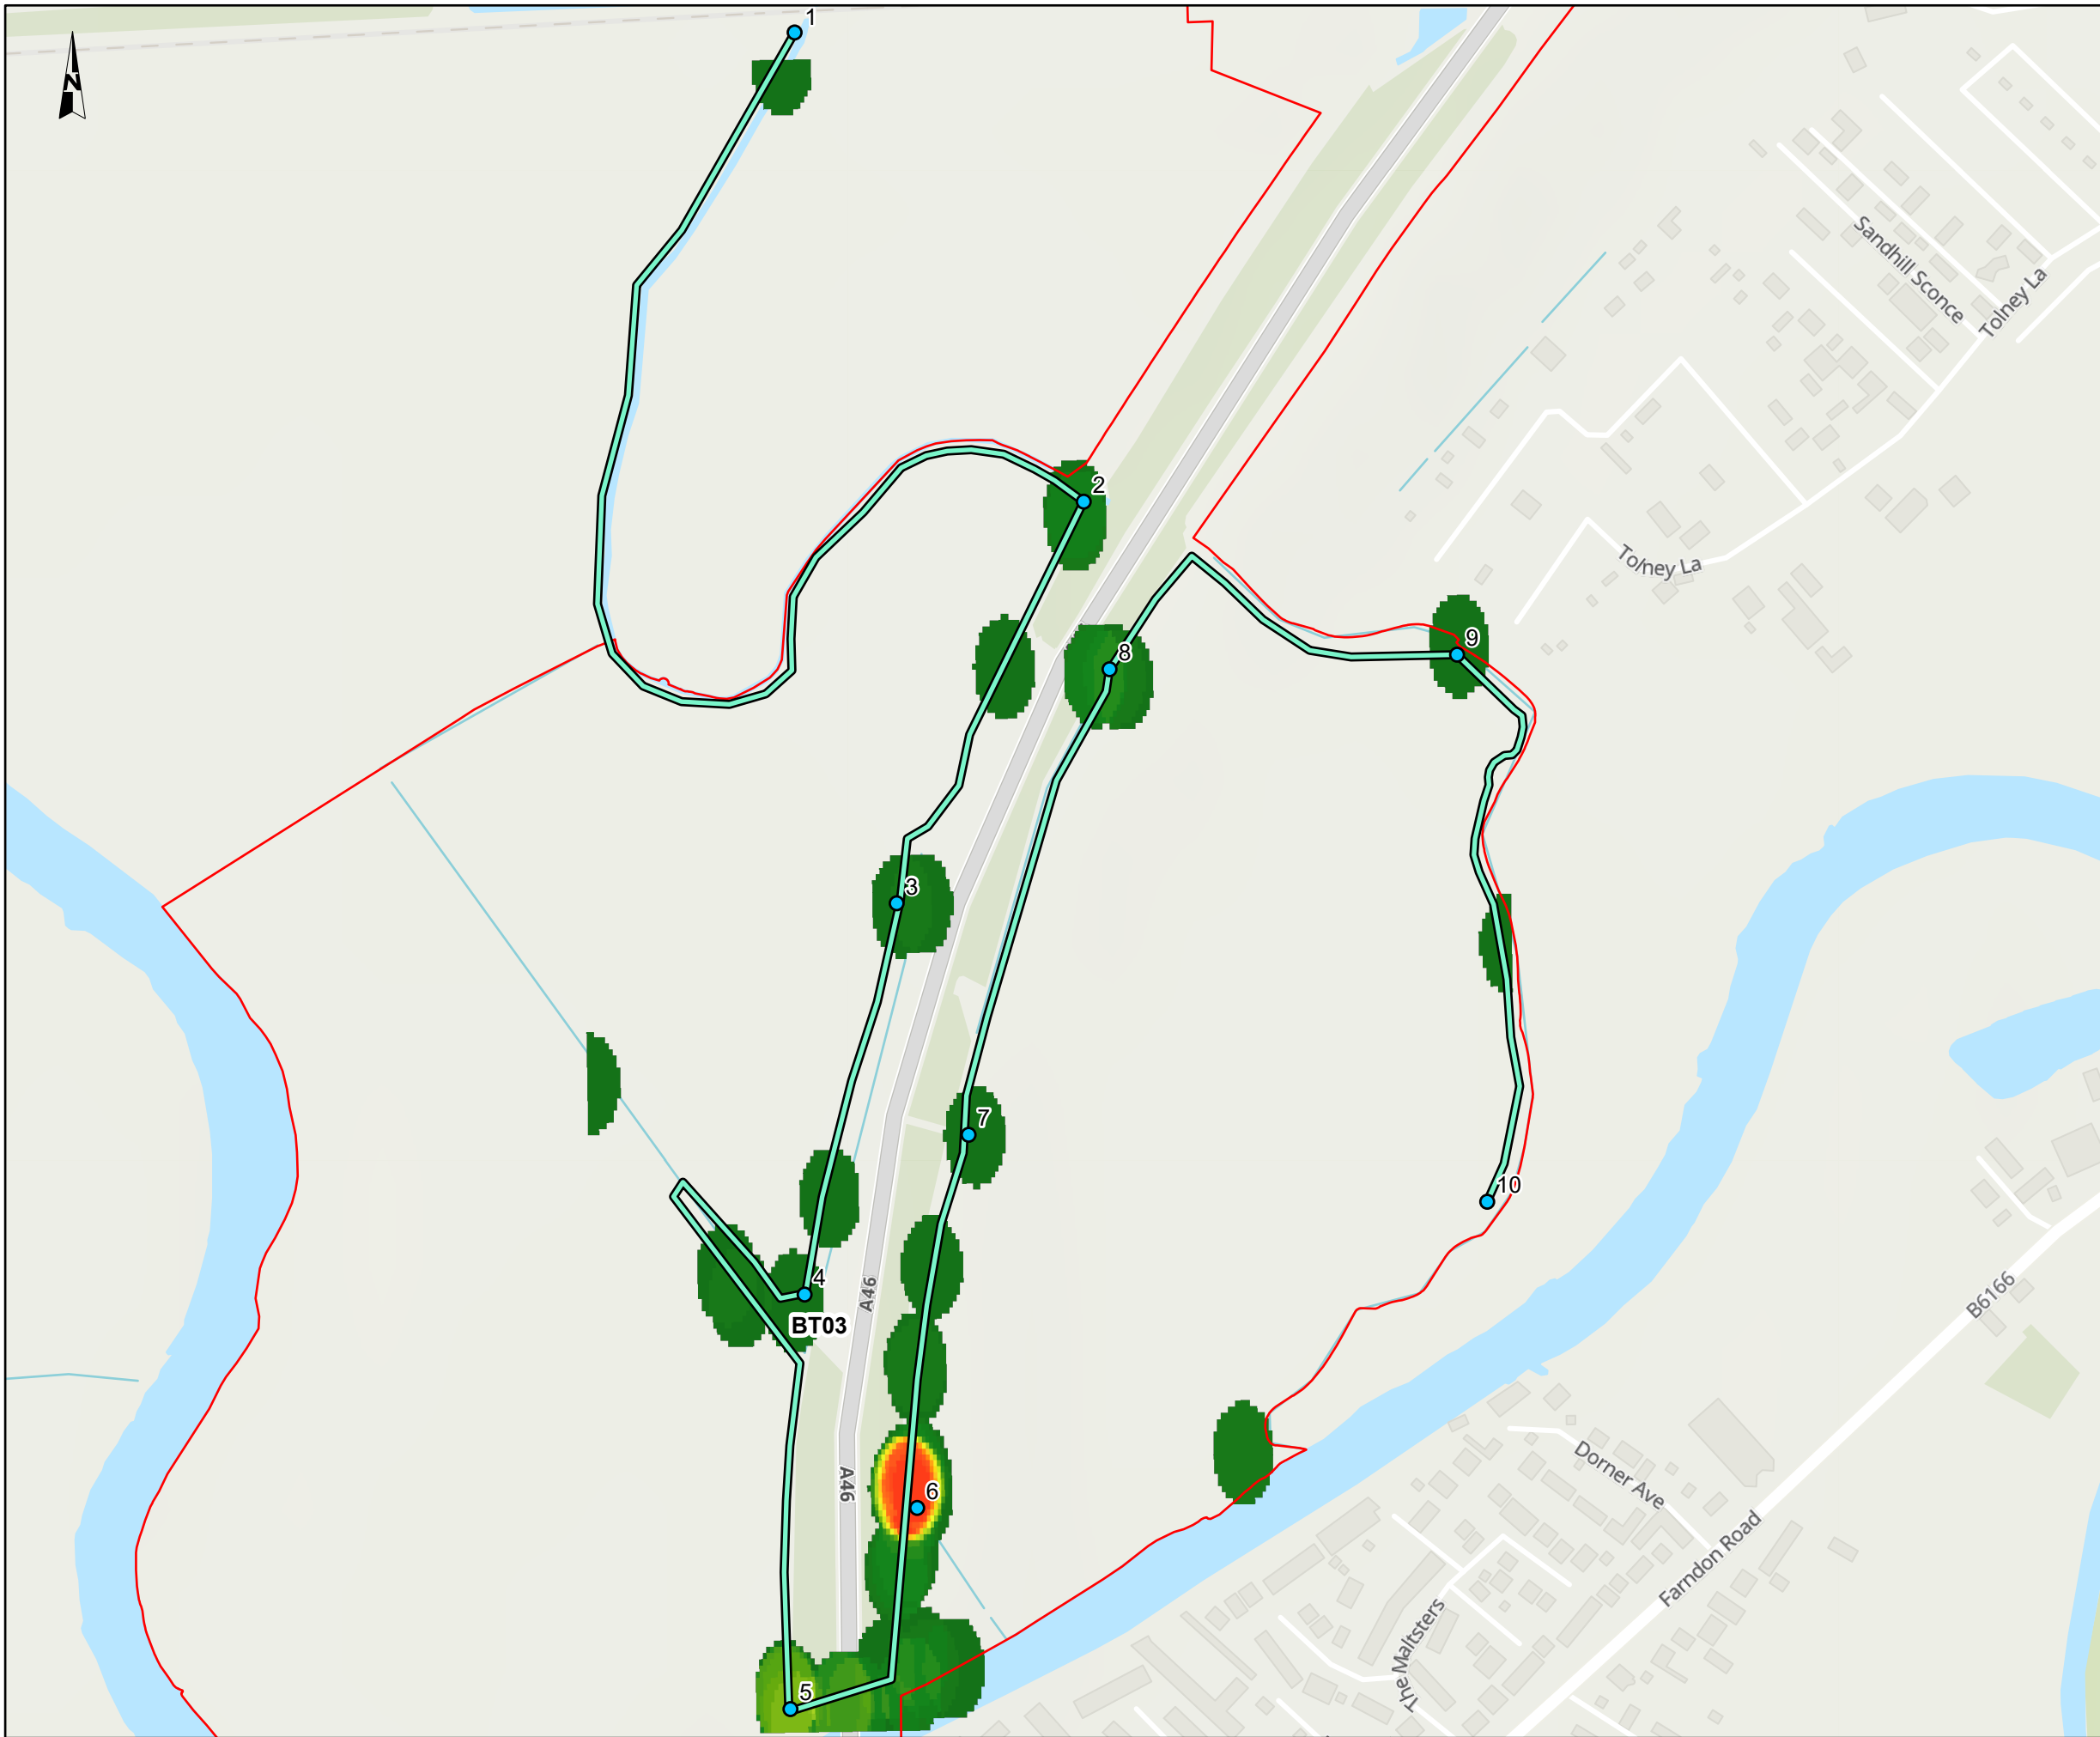 1
N
Sandhill Sconce
Tolney La
2
Tolney La
8
9
3
7
10
4
A46
BT03
B6166
A46
6
Dorner Ave
Farndon Road
The Maltsters
5